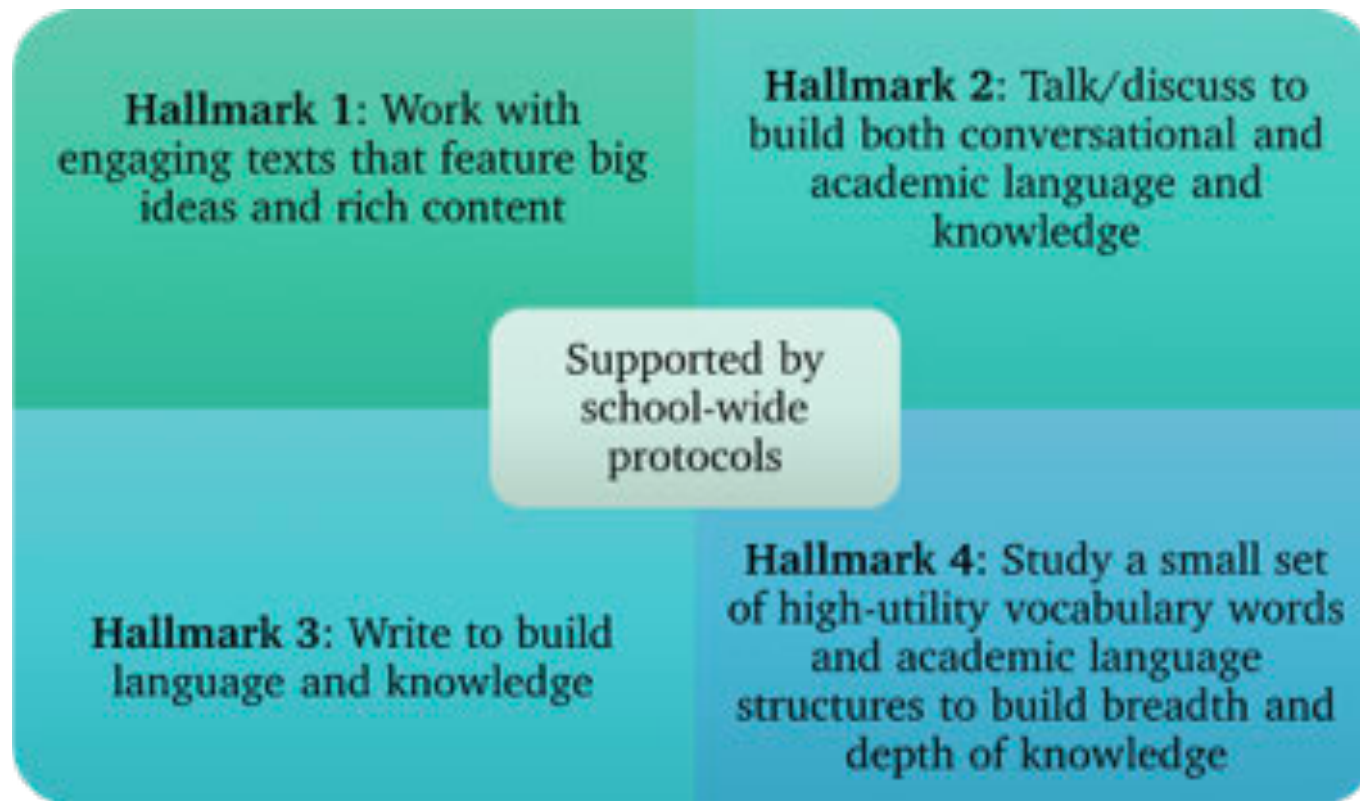 Hallmark 1: Work with
engaging texts that feature big
ideas and rich content
Hallmark 2: Talk/discuss to
build both conversational and
academic language and
knowledge
Supported by
school-wide
protocols
Hallmark 3: Write to build
language and knowledge
Hallmark 4: Study a small set
of high-utility vocabulary words
and academic language
structures to build breadth and
depth of knowledge